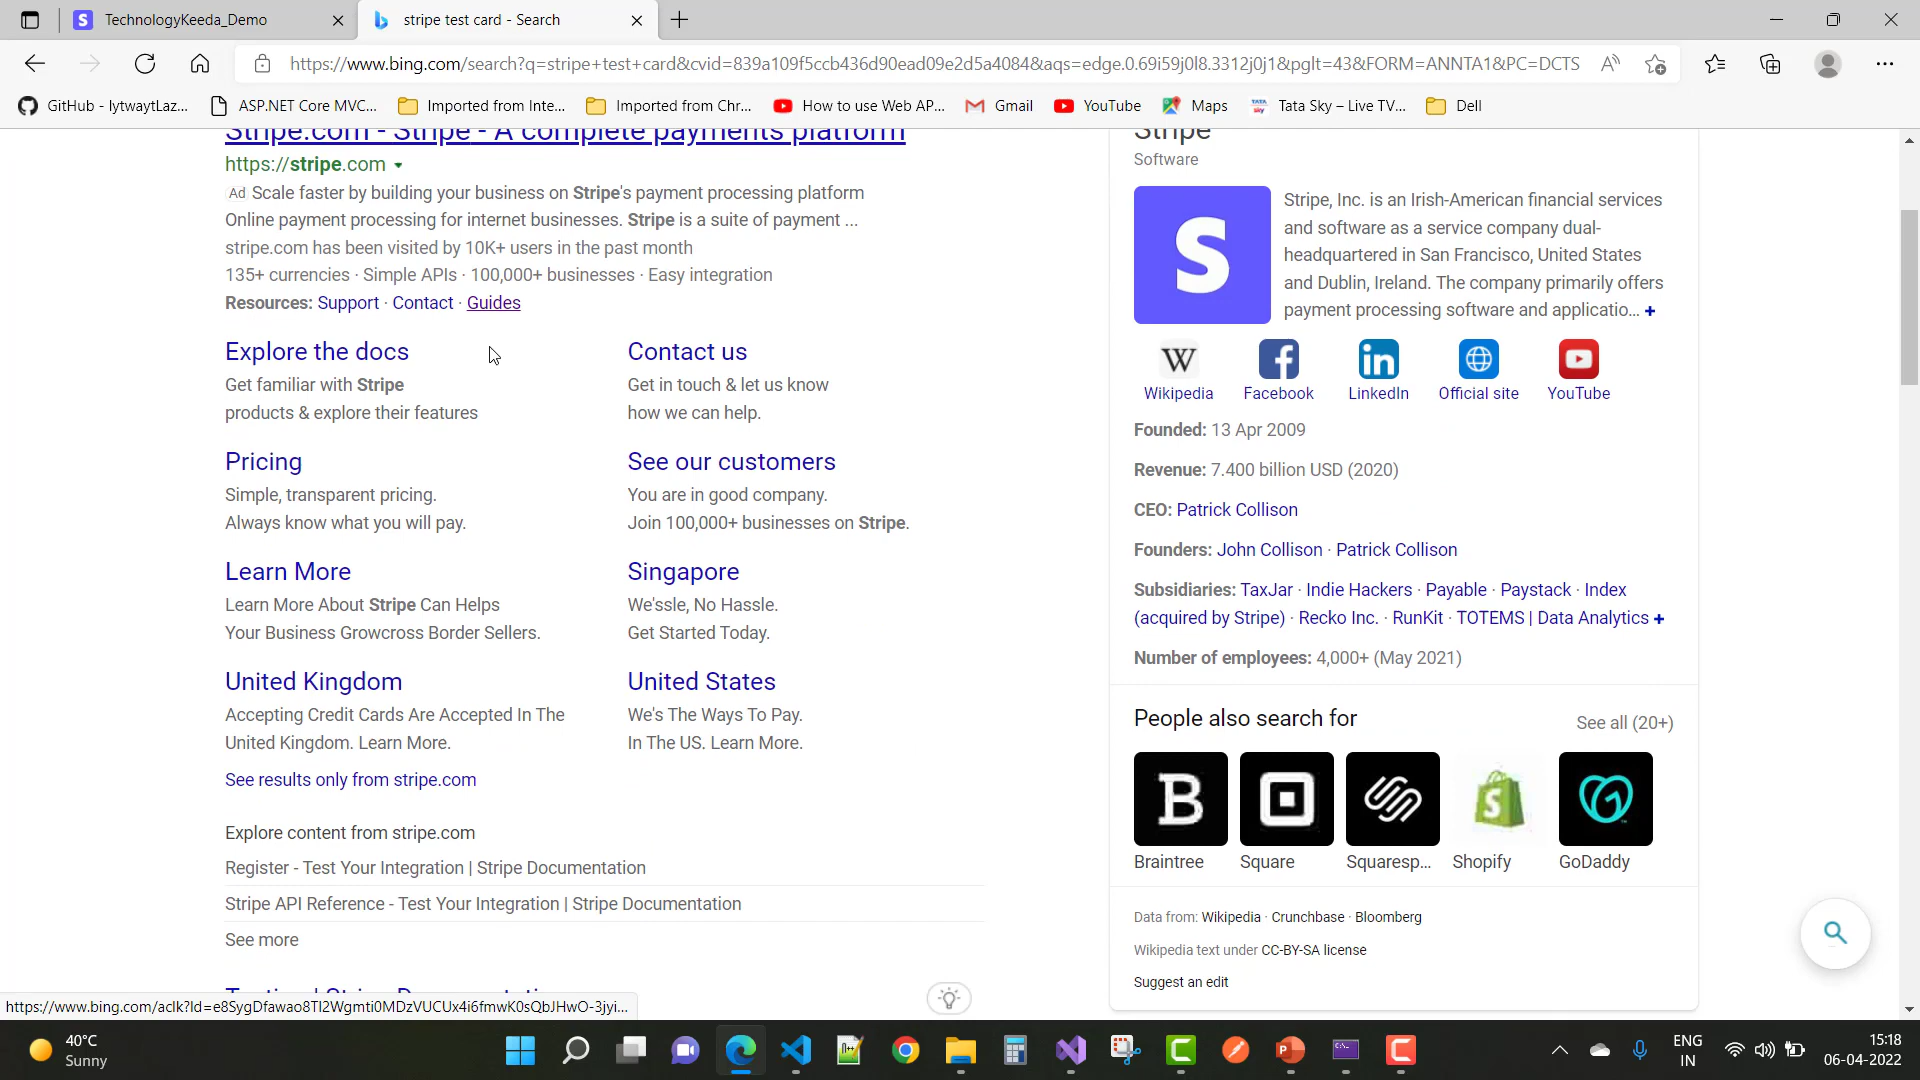 TechnologyKeeda_Demo
stripe test card - Search
https://www.bing.com/search?q=stripe+test+card&cvid=839a109f5ccb436d90ead09e2d5a4084&aqs=edge.0.69i59j0l8.3312j0j1&pglt=43&FORM=ANNTA1&PC=DCTS
GitHub - lytwaytLaz...
ASP.NET Core MVC...
Imported from Inte...
Imported from Chr...
How to use Web AP...
Gmail
YouTube
Maps
Tata Sky – Live TV...
Dell
Stripe.com - Stripe - A complete payments platform
https://stripe.com
Ad Scale faster by building your business on Stripe's payment processing platform
Online payment processing for internet businesses. Stripe is a suite of payment ...
stripe.com has been visited by 10K+ users in the past month
135+ currencies · Simple APIs · 100,000+ businesses · Easy integration
Resources: Support · Contact · Guides
Explore the docs
Get familiar with Stripe
products & explore their features
Contact us
Get in touch & let us know
how we can help.
Pricing
Simple, transparent pricing.
Always know what you will pay.
See our customers
You are in good company.
Join 100,000+ businesses on Stripe.
Learn More
Learn More About Stripe Can Helps
Your Business Growcross Border Sellers.
Singapore
We'ssle, No Hassle.
Get Started Today.
United Kingdom
Accepting Credit Cards Are Accepted In The
United Kingdom. Learn More.
United States
We's The Ways To Pay.
In The US. Learn More.
See results only from stripe.com
Explore content from stripe.com
Register - Test Your Integration | Stripe Documentation
Stripe API Reference - Test Your Integration | Stripe Documentation
See more
Stripe
Software
Stripe, Inc. is an Irish-American financial services
and software as a service company dual-
headquartered in San Francisco, United States
and Dublin, Ireland. The company primarily offers
payment processing software and applicatio... +
Wikipedia
Facebook
LinkedIn
Official site
YouTube
Founded: 13 Apr 2009
Revenue: 7.400 billion USD (2020)
CEO: Patrick Collison
Founders: John Collison · Patrick Collison
Subsidiaries: TaxJar · Indie Hackers · Payable · Paystack · Index
(acquired by Stripe) · Recko Inc. · RunKit · TOTEMS | Data Analytics +
Number of employees: 4,000+ (May 2021)
People also search for
See all (20+)
Braintree
Square
Squaresp...
Shopify
GoDaddy
Data from: Wikipedia · Crunchbase · Bloomberg
Wikipedia text under CC-BY-SA license
Suggest an edit
40°C
Sunny
ENG
IN
15:18
06-04-2022